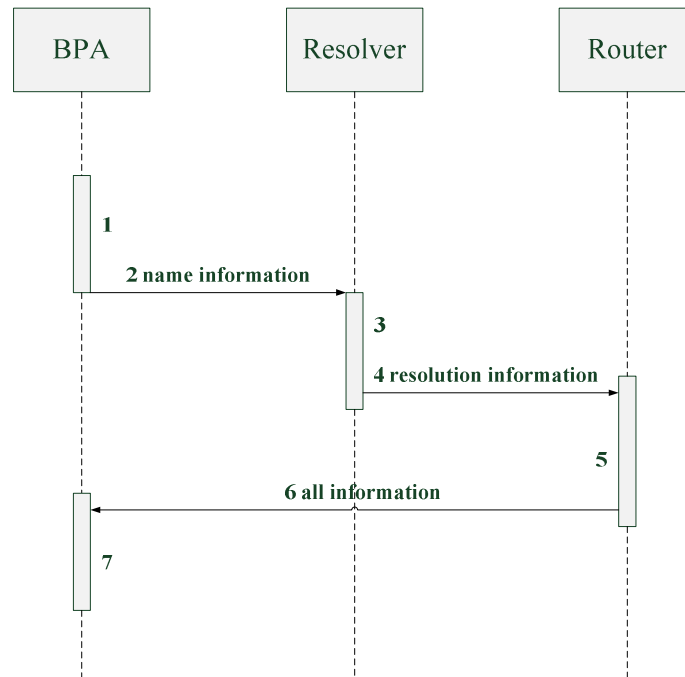 BPA
Resolver
Router
1
2 name information
3
4 resolution information
5
6 all information
7